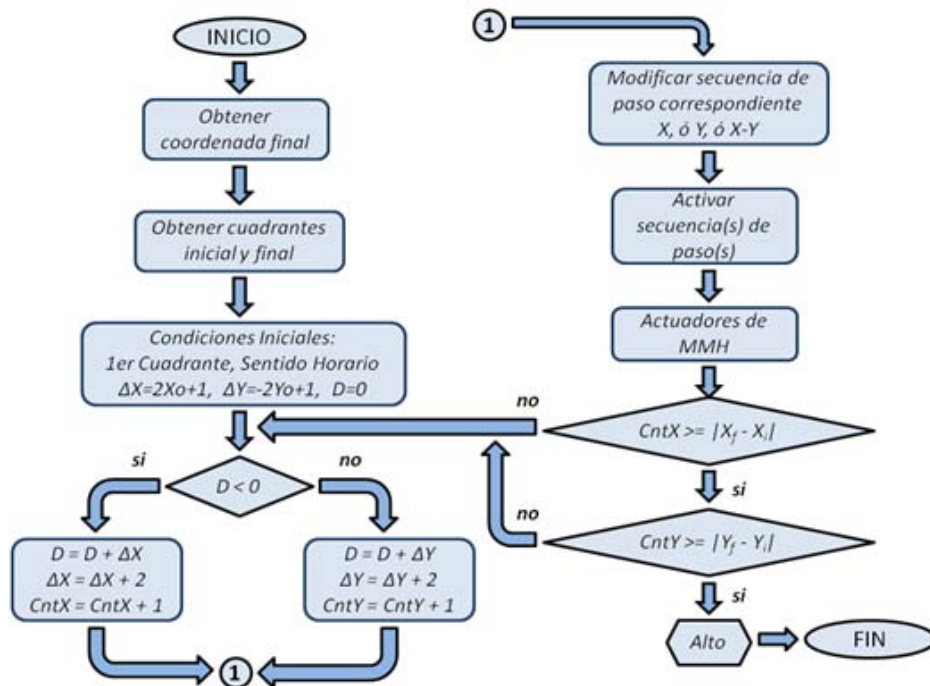 INICIO
Obtener
coordenada final
Obtener cuadrantes
inicial y final
Condiciones Iniciales:
1er Cuadrante, Sentido Horario
ΔX=2Xo+1, ΔY=-2Yo+1, D=0
D < 0
si
no
D = D + ΔX
ΔX = ΔX + 2
CntX = CntX + 1
D = D + ΔY
ΔY = ΔY + 2
CntY = CntY + 1
1
1
Modificar secuencia de
paso correspondiente
X, ó Y, ó X-Y
Activar
secuencia(s) de
paso(s)
Actuadores de
MMH
CntX >= |Xf - Xi|
no
si
CntY >= |Yf - Yi|
no
si
Alto
FIN